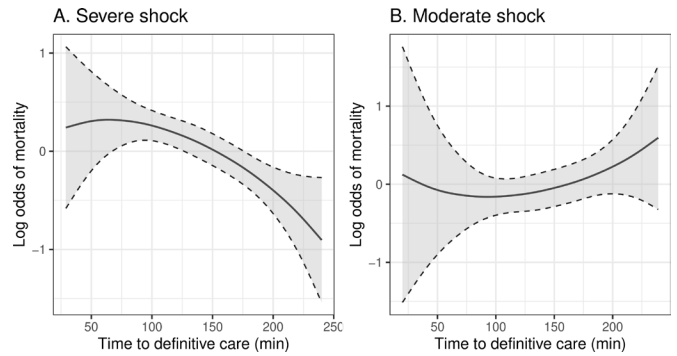 A. Severe shock
Log odds of mortality
1
0
−1
50 100 150 200 250
Time to definitive care (min)
B. Moderate shock
Log odds of mortality
1
0
−1
50 100 150 200
Time to definitive care (min)